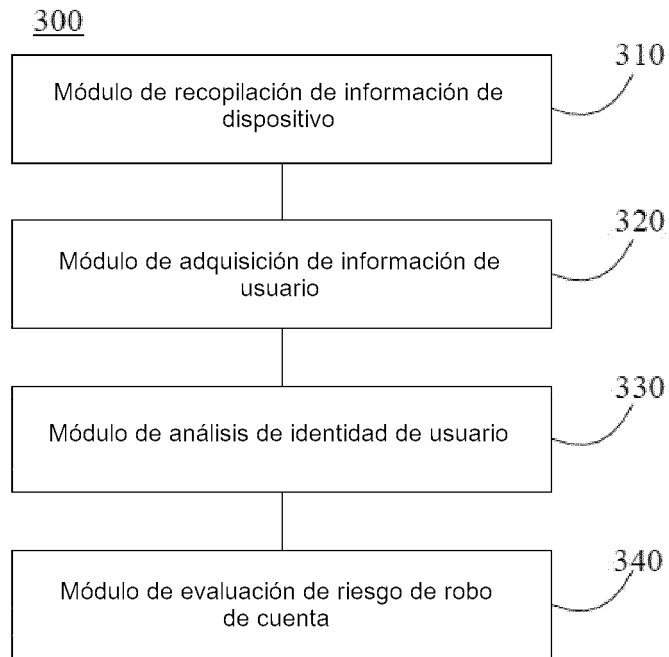 300
310
Módulo de recopilación de información de
dispositivo
320
Módulo de adquisición de información de
usuario
330
Módulo de análisis de identidad de usuario
340
Módulo de evaluación de riesgo de robo
de cuenta